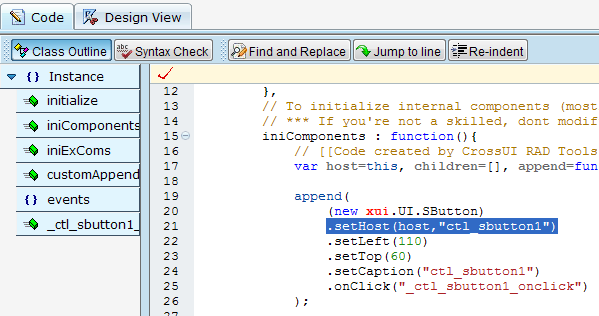 Code Design View
Class Outline Syntax Check Find and Replace Jump to line Re-indent
{ } Instance
initialize
iniComponents
iniExComs
customAppend
{ } events
_ctl_sbutton1_
12 },
13 // To initialize internal components (most
14 // *** If you're not a skilled, dont modif
15 iniComponents : function(){
16 // [[Code created by CrossUI RAD Tools
17 var host=this, children=[], append=fun
18
19 append(
20 (new xui.UI.SButton)
21 .setHost(host,"ctl_sbutton1")
22 .setLeft(110)
23 .setTop(60)
24 .setCaption("ctl_sbutton1")
25 .onClick("_ctl_sbutton1_onclick")
26 );